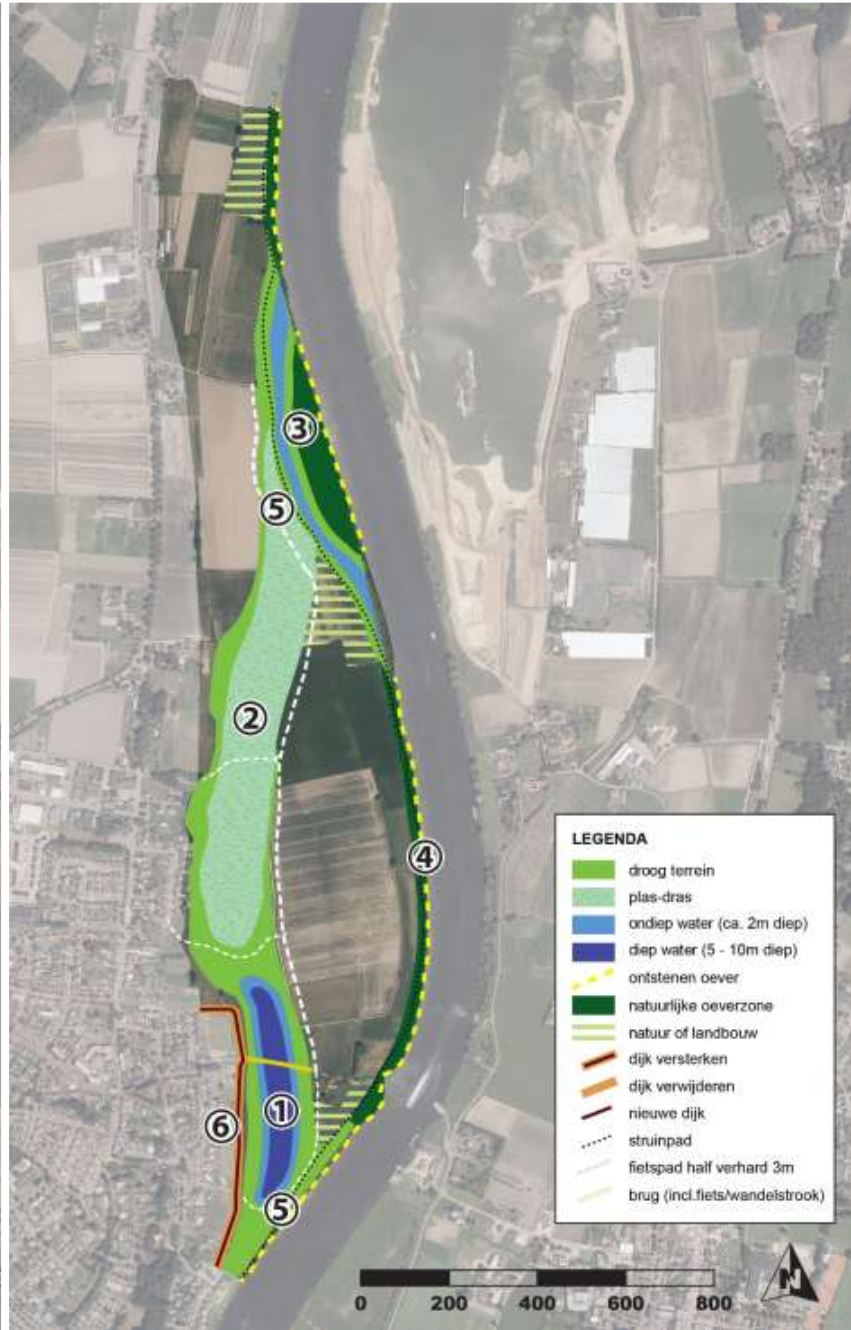 3
5
2
4
1
6
5
LEGENDA
droog terrein
plas-dras
ondiep water (ca. 2m diep)
diep water (5 - 10m diep)
ontstenen oever
natuurlijke oeverzone
natuur of landbouw
dijk versterken
dijk verwijderen
nieuwe dijk
struinpad
fietspad half verhard 3m
brug (incl.fiets/wandelstrook)
0 200 400 600 800
N